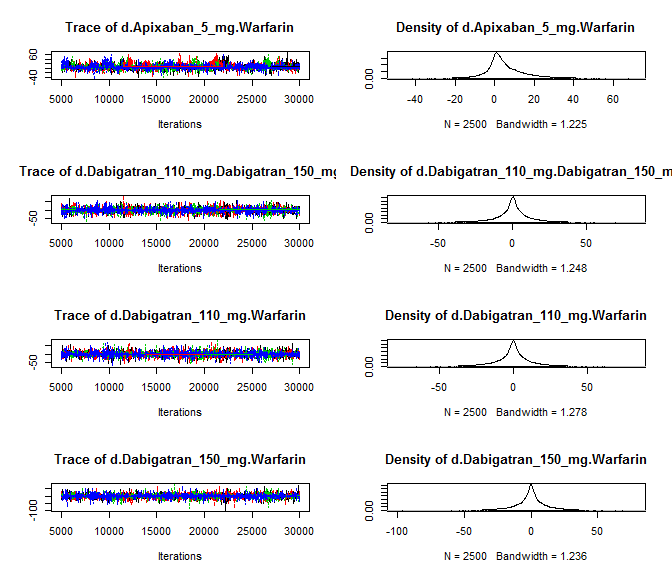 Trace of d.Apixaban_5_mg.Warfarin
60
-40
5000 10000 15000 20000 25000 30000
Iterations
Density of d.Apixaban_5_mg.Warfarin
0.00
-40 -20 0 20 40 60
N = 2500 Bandwidth = 1.225
Trace of d.Dabigatran_110_mg.Dabigatran_150_mg
-50
5000 10000 15000 20000 25000 30000
Iterations
Density of d.Dabigatran_110_mg.Dabigatran_150_m
0.00
-50 0 50
N = 2500 Bandwidth = 1.248
Trace of d.Dabigatran_110_mg.Warfarin
-50
5000 10000 15000 20000 25000 30000
Iterations
Density of d.Dabigatran_110_mg.Warfarin
0.00
-50 0 50
N = 2500 Bandwidth = 1.278
Trace of d.Dabigatran_150_mg.Warfarin
-100
5000 10000 15000 20000 25000 30000
Iterations
Density of d.Dabigatran_150_mg.Warfarin
0.00
-100 -50 0 50
N = 2500 Bandwidth = 1.236